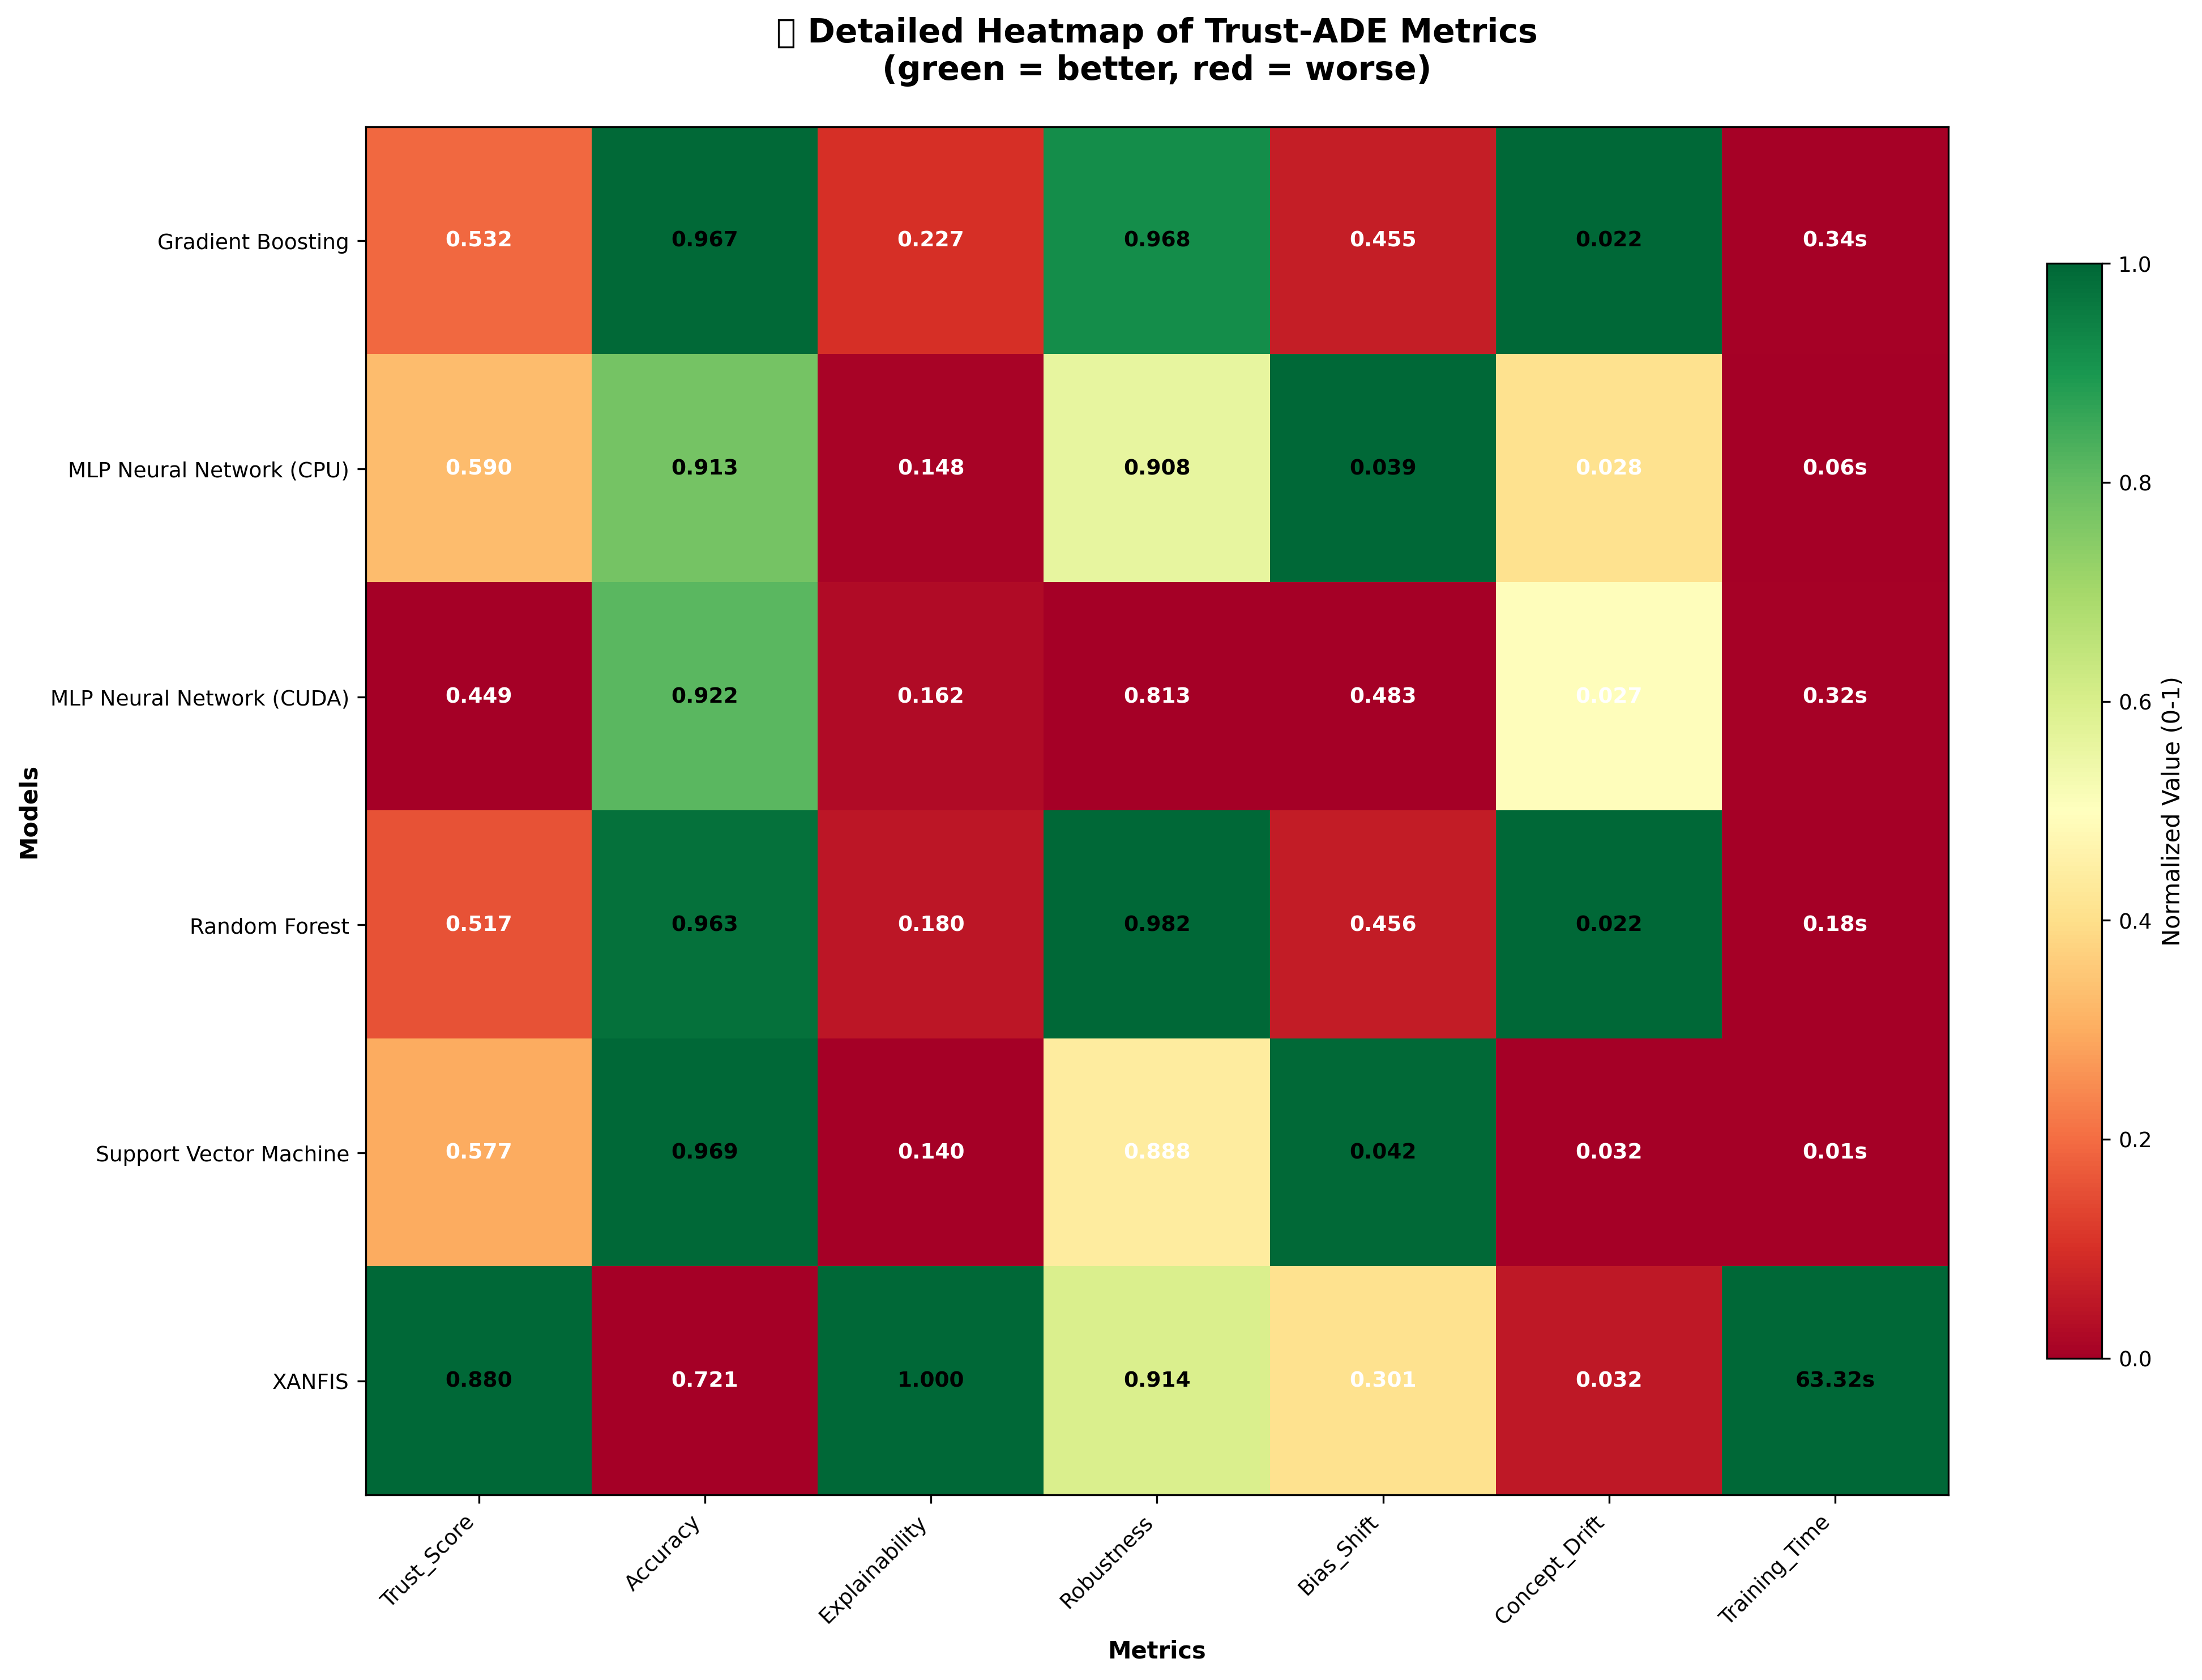 Detailed Heatmap of Trust-ADE Metrics
(green = better, red = worse)
Gradient Boosting 0.532 0.967 0.227 0.968 0.455 0.022 0.34s
MLP Neural Network (CPU) 0.590 0.913 0.148 0.908 0.039 0.028 0.06s
MLP Neural Network (CUDA) 0.449 0.922 0.162 0.813 0.483 0.027 0.32s
Random Forest 0.517 0.963 0.180 0.982 0.456 0.022 0.18s
Support Vector Machine 0.577 0.969 0.140 0.888 0.042 0.032 0.01s
XANFIS 0.880 0.721 1.000 0.914 0.301 0.032 63.32s
Trust_Score Accuracy Explainability Robustness Bias_Shift Concept_Drift Training_Time
Metrics
Models
1.0
0.8
0.6
0.4
0.2
0.0
Normalized Value (0-1)